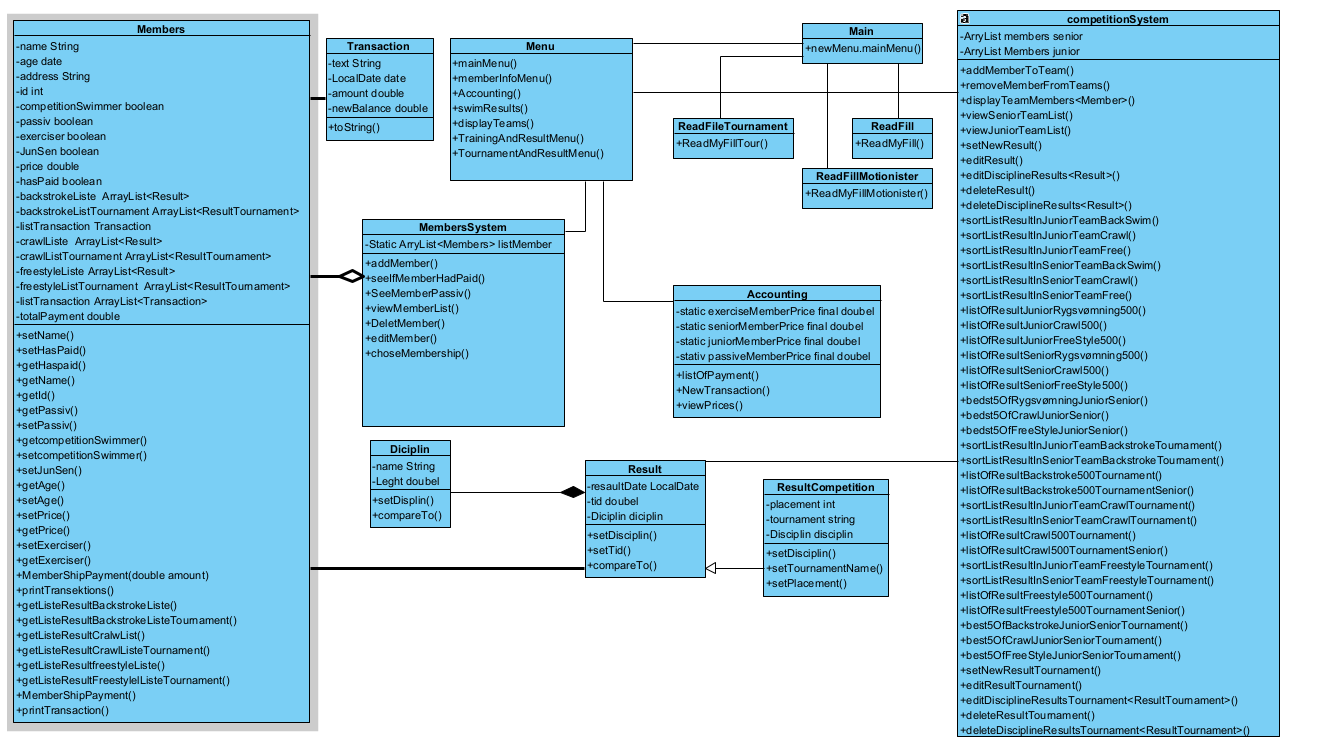 Members
-name String
-age date
-address String
-id int
-competitionSwimmer boolean
-passiv boolean
-exerciser boolean
-JunSen boolean
-price double
-hasPaid boolean
-backstrokeListe ArrayList<Result>
-backstrokeListTournament ArrayList<ResultTournament>
-listTransaction Transaction
-crawlListe ArrayList<Result>
-crawlListTournament ArrayList<ResultTournament>
-freestyleListe ArrayList<Result>
-freestyleListTournament ArrayList<ResultTournament>
-listTransaction ArrayList<Transaction>
-totalPayment double
+setName()
+setHasPaid()
+getHaspaid()
+getName()
+getId()
+getPassiv()
+setPassiv()
+getcompetitionSwimmer()
+setcompetitionSwimmer()
+setJunSen()
+getAge()
+setAge()
+setPrice()
+getPrice()
+setExerciser()
+getExerciser()
+MemberShipPayment(double amount)
+printTransektions()
+getListeResultBackstrokeListe()
+getListeResultBackstrokeListeTournament()
+getListeResultCralwList()
+getListeResultCrawlListeTournament()
+getListeResultfreestyleListe()
+getListeResultFreestylelListeTournament()
+MemberShipPayment()
+printTransaction()
Transaction
-text String
-LocalDate date
-amount double
-newBalance double
+toString()
Menu
+mainMenu()
+memberInfoMenu()
+Accounting()
+swimResults()
+displayTeams()
+TrainingAndResultMenu()
+TournamentAndResultMenu()
MembersSystem
-Static ArryList<Members> listMember
+addMember()
+seeIfMemberHadPaid()
+SeeMemberPassiv()
+viewMemberList()
+DeletMember()
+editMember()
+choseMembership()
Diciplin
-name String
-Leght doubel
+setDisplin()
+compareTo()
Result
-resaultDate LocalDate
-tid doubel
-Diciplin diciplin
+setDisciplin()
+setTid()
+compareTo()
Main
+newMenu.mainMenu()
ReadFileTournament
+ReadMyFillTour()
ReadFill
+ReadMyFill()
ReadFillMotionister
+ReadMyFillMotionister()
Accounting
-static exerciseMemberPrice final doubel
-static seniorMemberPrice final doubel
-static juniorMemberPrice final doubel
-stativ passiveMemberPrice final doubel
+listOfPayment()
+NewTransaction()
+viewPrices()
ResultCompetition
-placement int
-tournament string
-Disciplin disciplin
+setDisciplin()
+setTournamentName()
+setPlacement()
a
competitionSystem
-ArryList members senior
-ArryList Members junior
+addMemberToTeam()
+removeMemberFromTeams()
+displayTeamMembers<Member>()
+viewSeniorTeamList()
+viewJuniorTeamList()
+setNewResult()
+editResult()
+editDisciplineResults<Result>()
+deleteResult()
+deleteDisciplineResults<Result>()
+sortListResultInJuniorTeamBackSwim()
+sortListResultInJuniorTeamCrawl()
+sortListResultInJuniorTeamFree()
+sortListResultInSeniorTeamBackSwim()
+sortListResultInSeniorTeamCrawl()
+sortListResultInSeniorTeamFree()
+listOfResultJuniorRygsvømning500()
+listOfResultJuniorCrawl500()
+listOfResultJuniorFreeStyle500()
+listOfResultSeniorRygsvømning500()
+listOfResultSeniorCrawl500()
+listOfResultSeniorFreeStyle500()
+bedst5OfRygsvømningJuniorSenior()
+bedst5OfCrawlJuniorSenior()
+bedst5OfFreeStyleJuniorSenior()
+sortListResultInJuniorTeamBackstrokeTournament()
+sortListResultInSeniorTeamBackstrokeTournament()
+listOfResultBackstroke500Tournament()
+listOfResultBackstroke500TournamentSenior()
+sortListResultInJuniorTeamCrawlTournament()
+sortListResultInSeniorTeamCrawlTournament()
+listOfResultCrawl500Tournament()
+listOfResultCrawl500TournamentSenior()
+sortListResultInJuniorTeamFreestyleTournament()
+sortListResultInSeniorTeamFreestyleTournament()
+listOfResultFreestyle500Tournament()
+listOfResultFreestyle500TournamentSenior()
+best5OfBackstrokeJuniorSeniorTournament()
+best5OfCrawlJuniorSeniorTournament()
+best5OfFreeStyleJuniorSeniorTournament()
+setNewResultTournament()
+editResultTournament()
+editDisciplineResultsTournament<ResultTournament>()
+deleteResultTournament()
+deleteDisciplineResultsTournament<ResultTournament>()